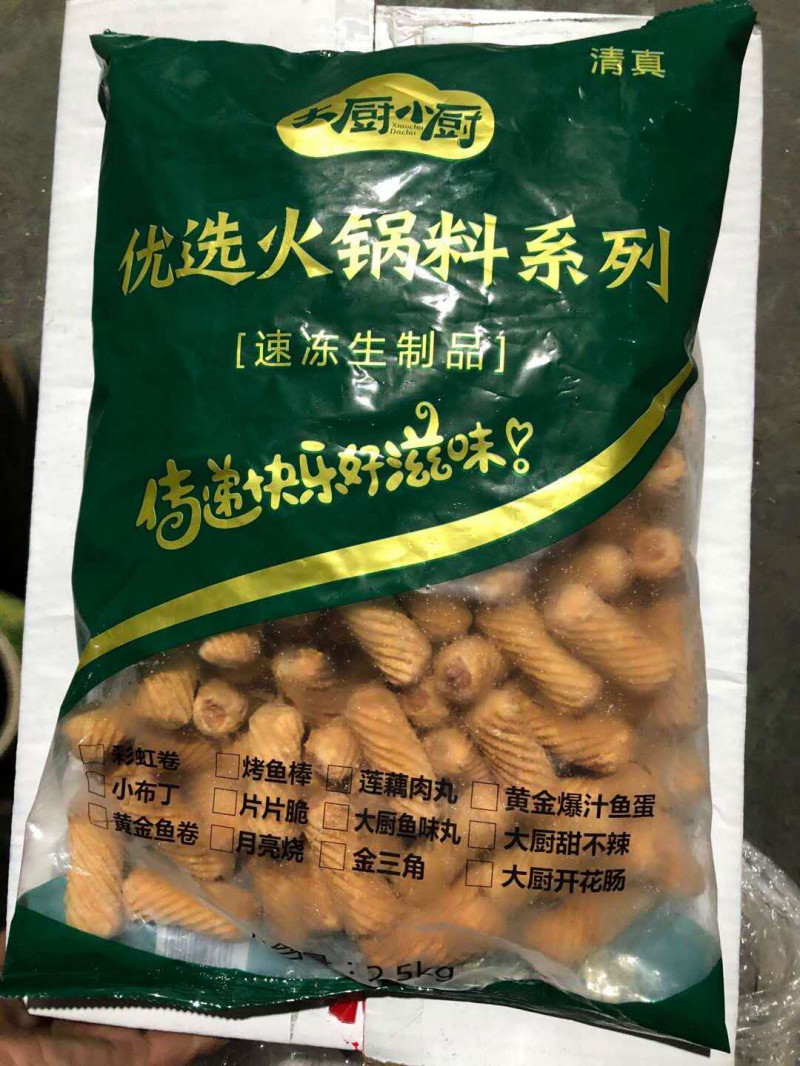 清真
大厨小厨
Xiaochu
Dachu
优选火锅料系列
[速冻生制品]
传递快乐好滋味!
彩虹卷 烤鱼棒 莲藕肉丸 黄金爆汁鱼蛋
小布丁 片片脆 大厨鱼味丸 大厨甜不辣
黄金鱼卷 月亮烧 金三角 大厨开花肠
: 2.5kg